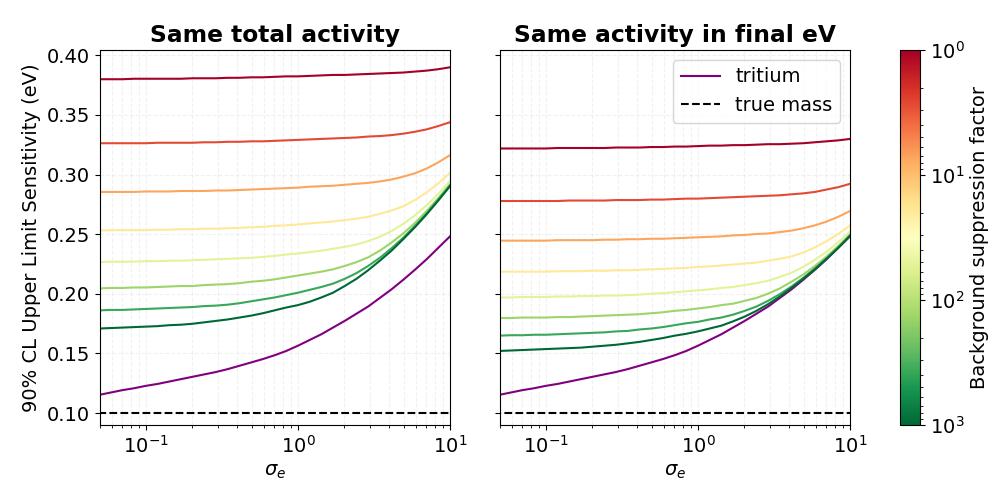 Same total activity
Same activity in final eV
90% CL Upper Limit Sensitivity (eV)
0.40
0.35
0.30
0.25
0.20
0.15
0.10
10⁻¹
10⁰
10¹
σₑ
tritium
true mass
10⁻¹
10⁰
10¹
σₑ
10⁰
10¹
10²
10³
Background suppression factor